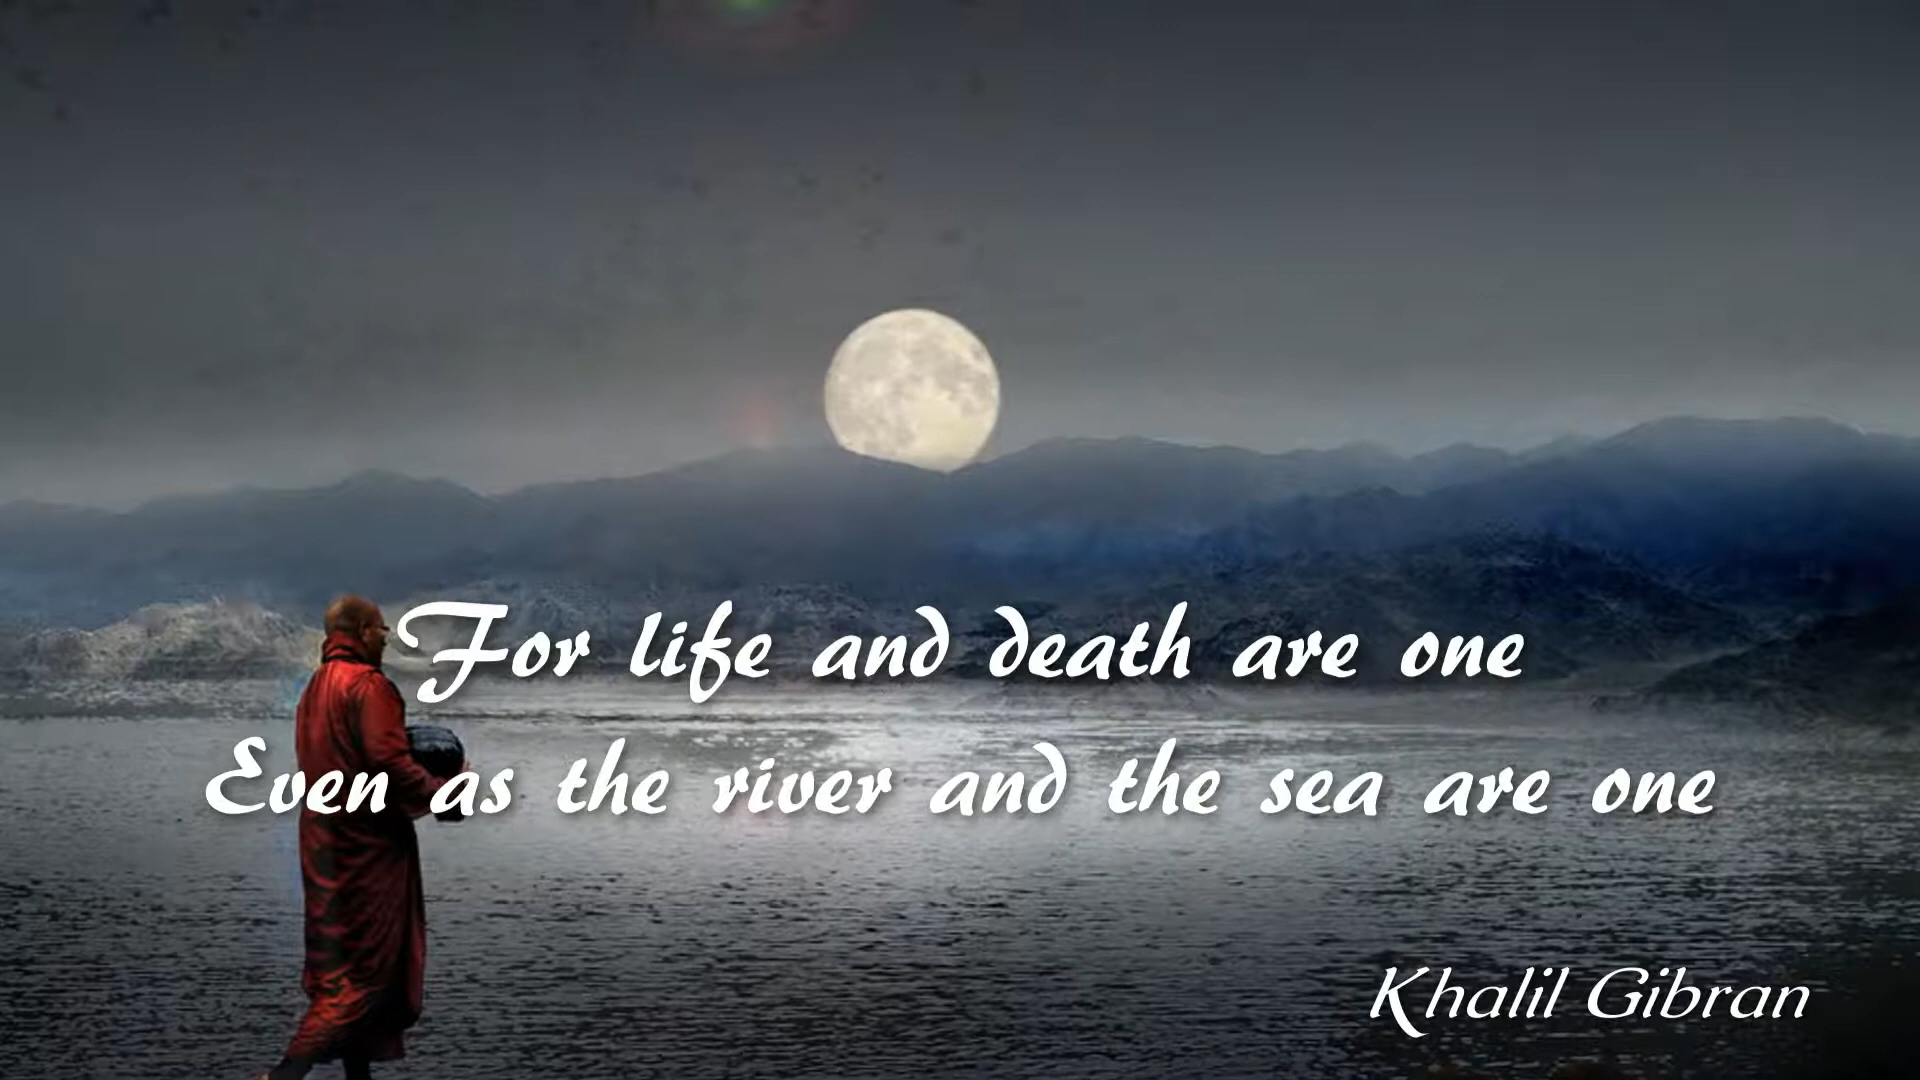 For life and death are one
Even as the river and the sea are one
Khalil Gibran